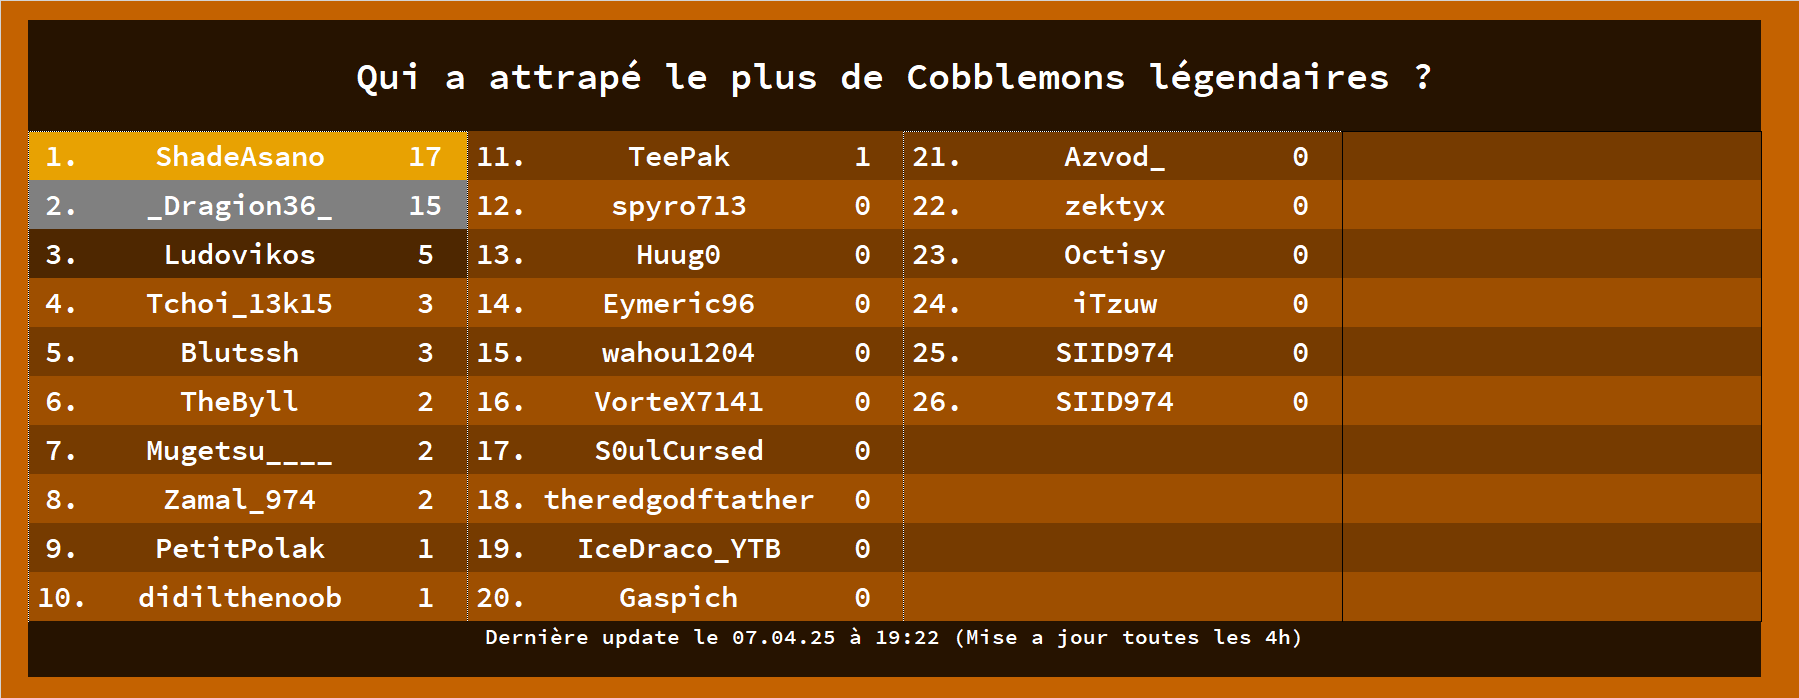 Qui a attrapé le plus de Cobblemons légendaires ?
1. ShadeAsano 17
2. _Dragion36_ 15
3. Ludovikos 5
4. Tchoi_13k15 3
5. Blutssh 3
6. TheByll 2
7. Mugetsu____ 2
8. Zamal_974 2
9. PetitPolak 1
10. didilthenoob 1
11. TeePak 1
12. spyro713 0
13. Huug0 0
14. Eymeric96 0
15. wahou1204 0
16. VorteX7141 0
17. S0ulCursed 0
18. theredgodftather 0
19. IceDraco_YTB 0
20. Gaspich 0
21. Azvod_ 0
22. zektyx 0
23. Octisy 0
24. iTzuw 0
25. SIID974 0
26. SIID974 0
Dernière update le 07.04.25 à 19:22 (Mise a jour toutes les 4h)